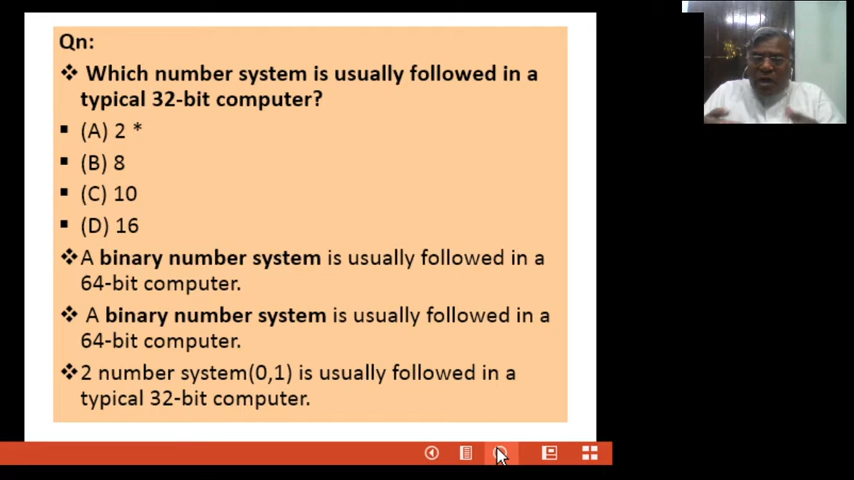 Qn:
❖ Which number system is usually followed in a
typical 32-bit computer?
▪ (A) 2 *
▪ (B) 8
▪ (C) 10
▪ (D) 16
❖A binary number system is usually followed in a
64-bit computer.
❖ A binary number system is usually followed in a
64-bit computer.
❖2 number system(0,1) is usually followed in a
typical 32-bit computer.